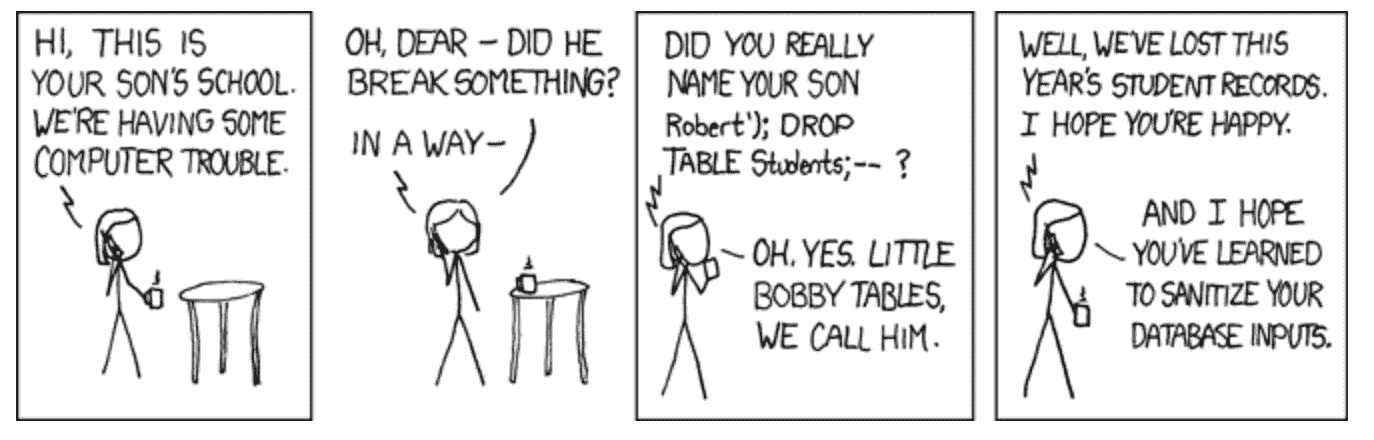 HI, THIS IS
YOUR SON'S SCHOOL.
WE'RE HAVING SOME
COMPUTER TROUBLE.
OH, DEAR – DID HE
BREAK SOMETHING?
IN A WAY–
DID YOU REALLY
NAME YOUR SON
Robert'); DROP
TABLE Students;-- ?
OH. YES. LITTLE
BOBBY TABLES,
WE CALL HIM.
WELL, WE'VE LOST THIS
YEAR'S STUDENT RECORDS.
I HOPE YOU'RE HAPPY.
AND I HOPE
YOU'VE LEARNED
TO SANITIZE YOUR
DATABASE INPUTS.